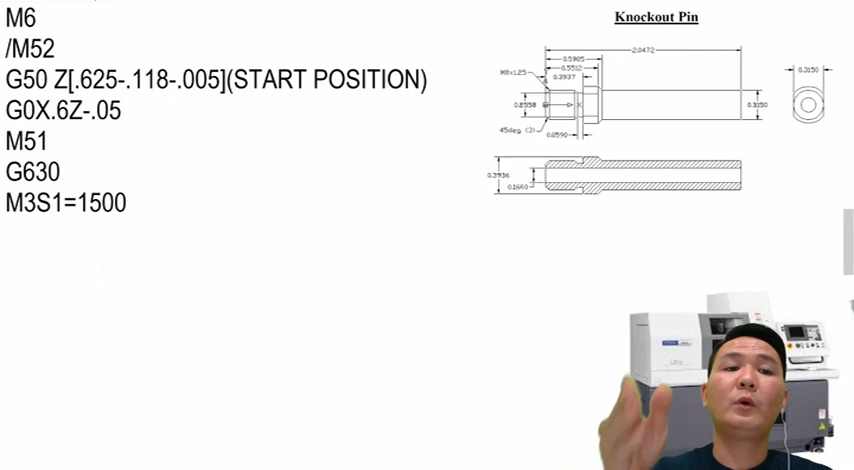 M6
/M52
G50 Z[.625-.118-.005](START POSITION)
G0X.6Z-.05
M51
G630
M3S1=1500
Knockout Pin
2.0472
0.5905
0.5512
0.3937
M8x1.25
0.3150
0.2558
X
0.3150
45deg (2)
0.0590
0.3936
0.1660